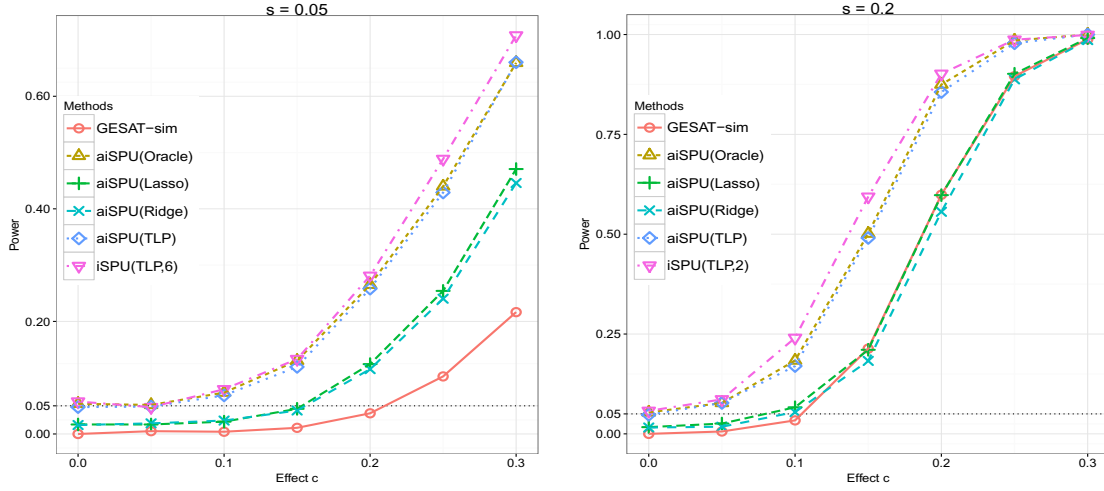 s = 0.05
0.60
0.40
0.20
0.05
0.00
Power
Methods
GESAT−sim
aiSPU(Oracle)
aiSPU(Lasso)
aiSPU(Ridge)
aiSPU(TLP)
iSPU(TLP,6)
0.0
0.1
0.2
0.3
Effect c
s = 0.2
1.00
0.75
0.50
0.25
0.05
0.00
Power
Methods
GESAT−sim
aiSPU(Oracle)
aiSPU(Lasso)
aiSPU(Ridge)
aiSPU(TLP)
iSPU(TLP,2)
0.0
0.1
0.2
0.3
Effect c